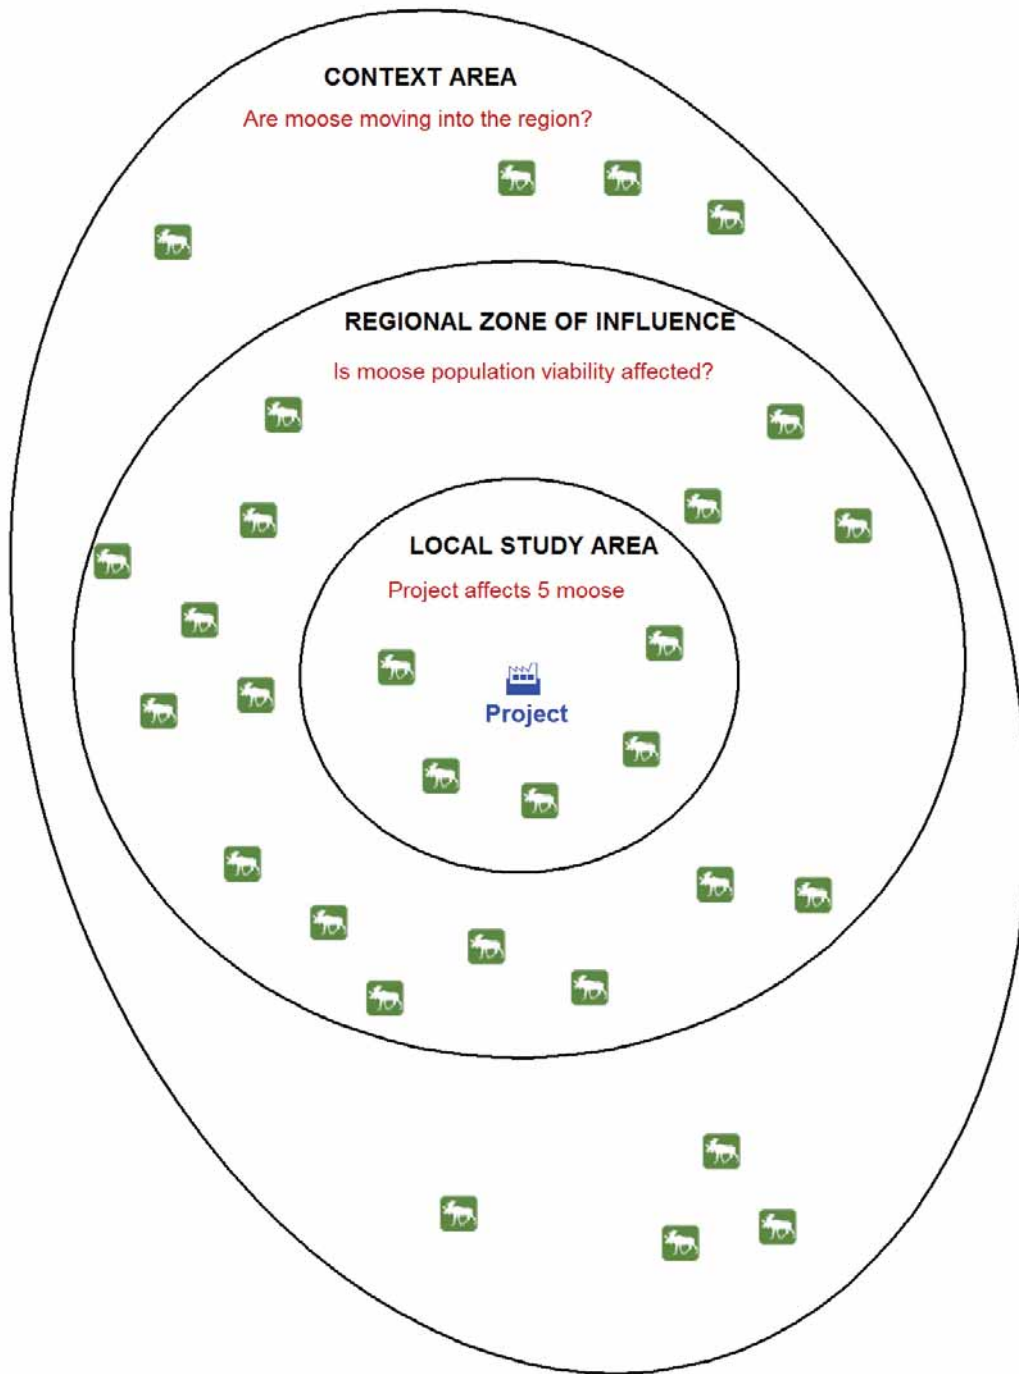 CONTEXT AREA
Are moose moving into the region?
REGIONAL ZONE OF INFLUENCE
Is moose population viability affected?
LOCAL STUDY AREA
Project affects 5 moose
Project